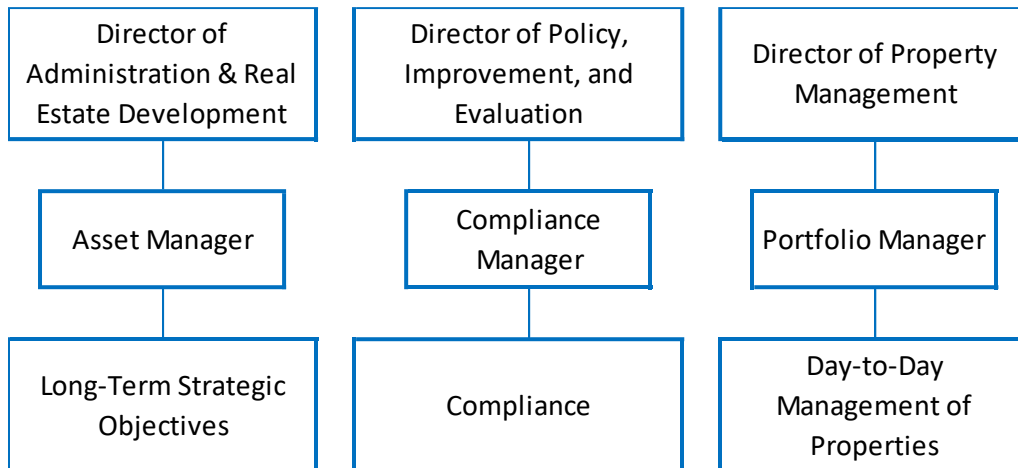 Director of
Administration & Real
Estate Development
Director of Policy,
Improvement, and
Evaluation
Director of Property
Management
Asset Manager
Compliance
Manager
Portfolio Manager
Long-Term Strategic
Objectives
Compliance
Day-to-Day
Management of
Properties